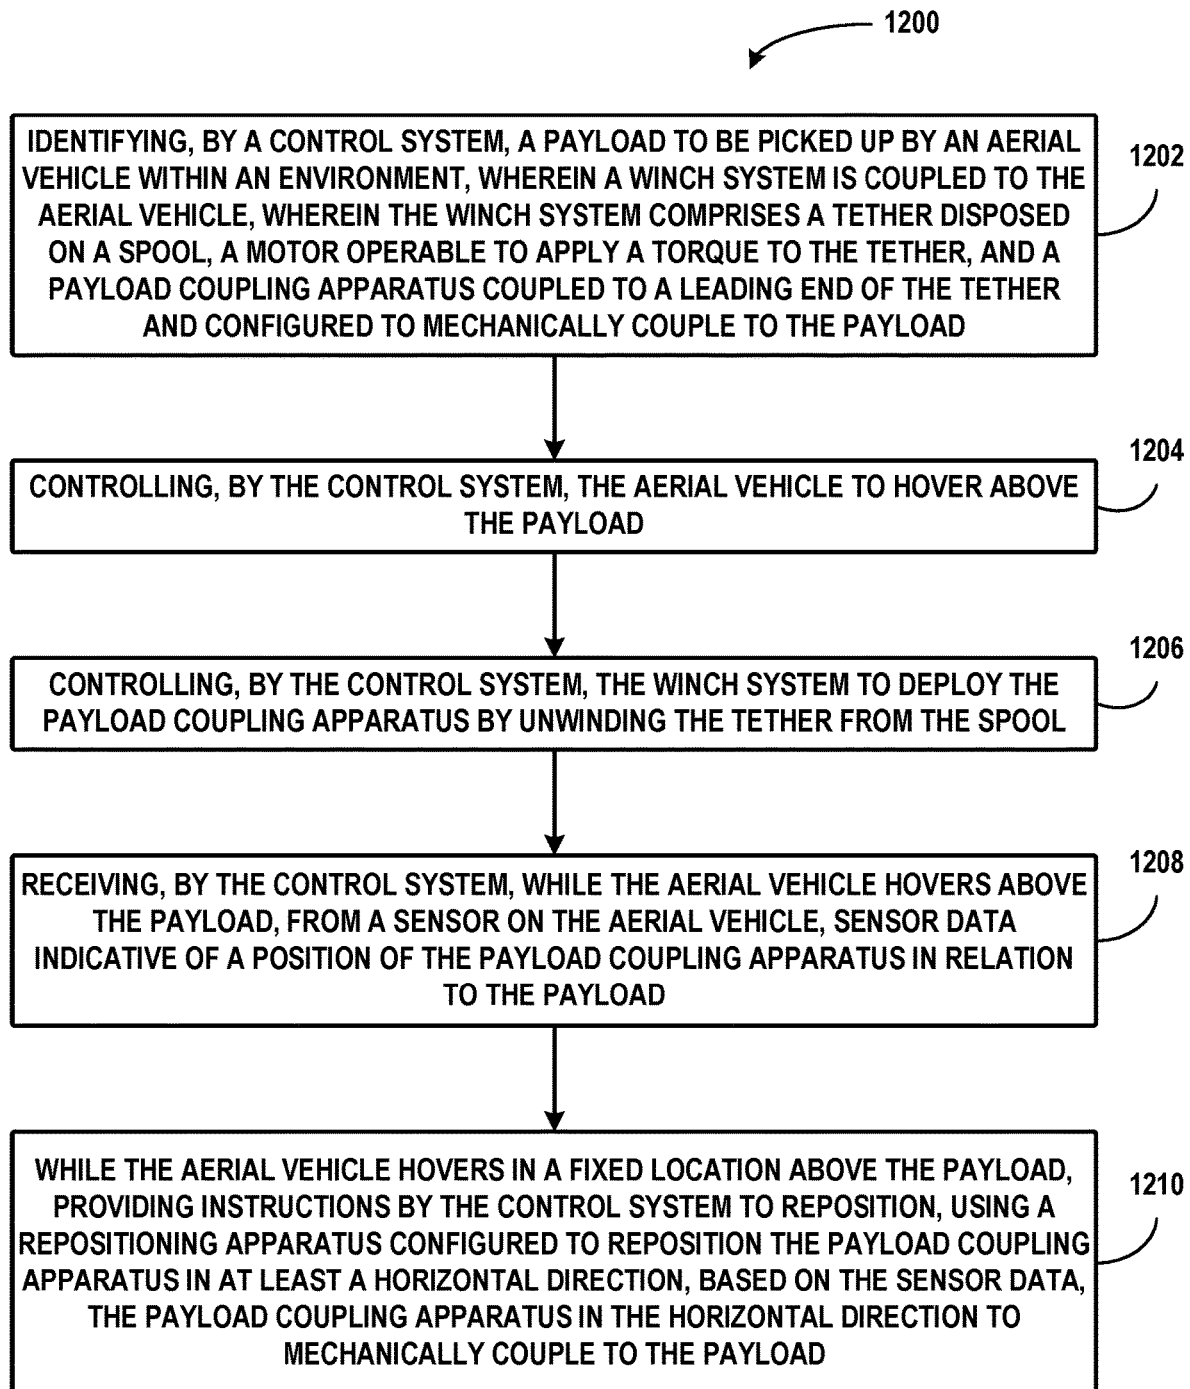 1200
IDENTIFYING, BY A CONTROL SYSTEM, A PAYLOAD TO BE PICKED UP BY AN AERIAL
VEHICLE WITHIN AN ENVIRONMENT, WHEREIN A WINCH SYSTEM IS COUPLED TO THE
AERIAL VEHICLE, WHEREIN THE WINCH SYSTEM COMPRISES A TETHER DISPOSED
ON A SPOOL, A MOTOR OPERABLE TO APPLY A TORQUE TO THE TETHER, AND A
PAYLOAD COUPLING APPARATUS COUPLED TO A LEADING END OF THE TETHER
AND CONFIGURED TO MECHANICALLY COUPLE TO THE PAYLOAD
1202
CONTROLLING, BY THE CONTROL SYSTEM, THE AERIAL VEHICLE TO HOVER ABOVE
THE PAYLOAD
1204
CONTROLLING, BY THE CONTROL SYSTEM, THE WINCH SYSTEM TO DEPLOY THE
PAYLOAD COUPLING APPARATUS BY UNWINDING THE TETHER FROM THE SPOOL
1206
RECEIVING, BY THE CONTROL SYSTEM, WHILE THE AERIAL VEHICLE HOVERS ABOVE
THE PAYLOAD, FROM A SENSOR ON THE AERIAL VEHICLE, SENSOR DATA
INDICATIVE OF A POSITION OF THE PAYLOAD COUPLING APPARATUS IN RELATION
TO THE PAYLOAD
1208
WHILE THE AERIAL VEHICLE HOVERS IN A FIXED LOCATION ABOVE THE PAYLOAD,
PROVIDING INSTRUCTIONS BY THE CONTROL SYSTEM TO REPOSITION, USING A
REPOSITIONING APPARATUS CONFIGURED TO REPOSITION THE PAYLOAD COUPLING
APPARATUS IN AT LEAST A HORIZONTAL DIRECTION, BASED ON THE SENSOR DATA,
THE PAYLOAD COUPLING APPARATUS IN THE HORIZONTAL DIRECTION TO
MECHANICALLY COUPLE TO THE PAYLOAD
1210